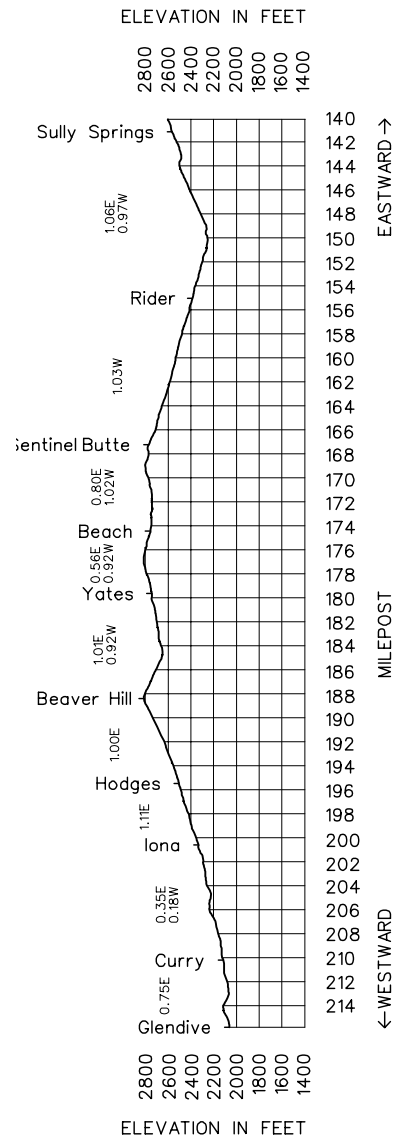 ELEVATION IN FEET
2800 2600 2400 2200 2000 1800 1600 1400
140
Sully Springs
142
144
146
148
1.06E
0.97W
150
152
154
Rider
156
158
160
1.03W
162
164
166
Sentinel Butte
168
170
0.80E
1.02W
172
174
Beach
176
0.56E
0.92W
178
Yates
180
182
184
1.01E
0.92W
186
188
Beaver Hill
190
1.00E
192
194
Hodges
196
198
1.11E
200
Iona
202
204
0.35E
0.18W
206
208
Curry
210
212
0.75E
214
Glendive
EASTWARD →
MILEPOST
←WESTWARD
2800 2600 2400 2200 2000 1800 1600 1400
ELEVATION IN FEET